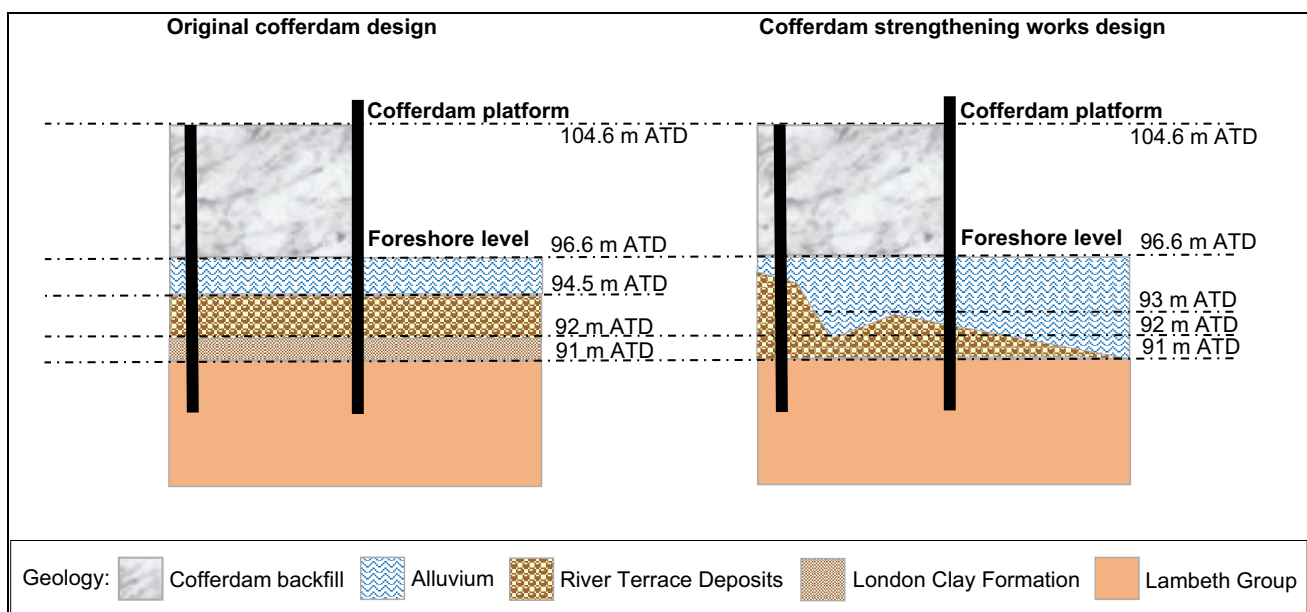 Original cofferdam design
Cofferdam platform
104.6 m ATD
Foreshore level
96.6 m ATD
94.5 m ATD
92 m ATD
91 m ATD
Cofferdam strengthening works design
Cofferdam platform
104.6 m ATD
Foreshore level
96.6 m ATD
93 m ATD
92 m ATD
91 m ATD
Geology: Cofferdam backfill Alluvium River Terrace Deposits London Clay Formation Lambeth Group